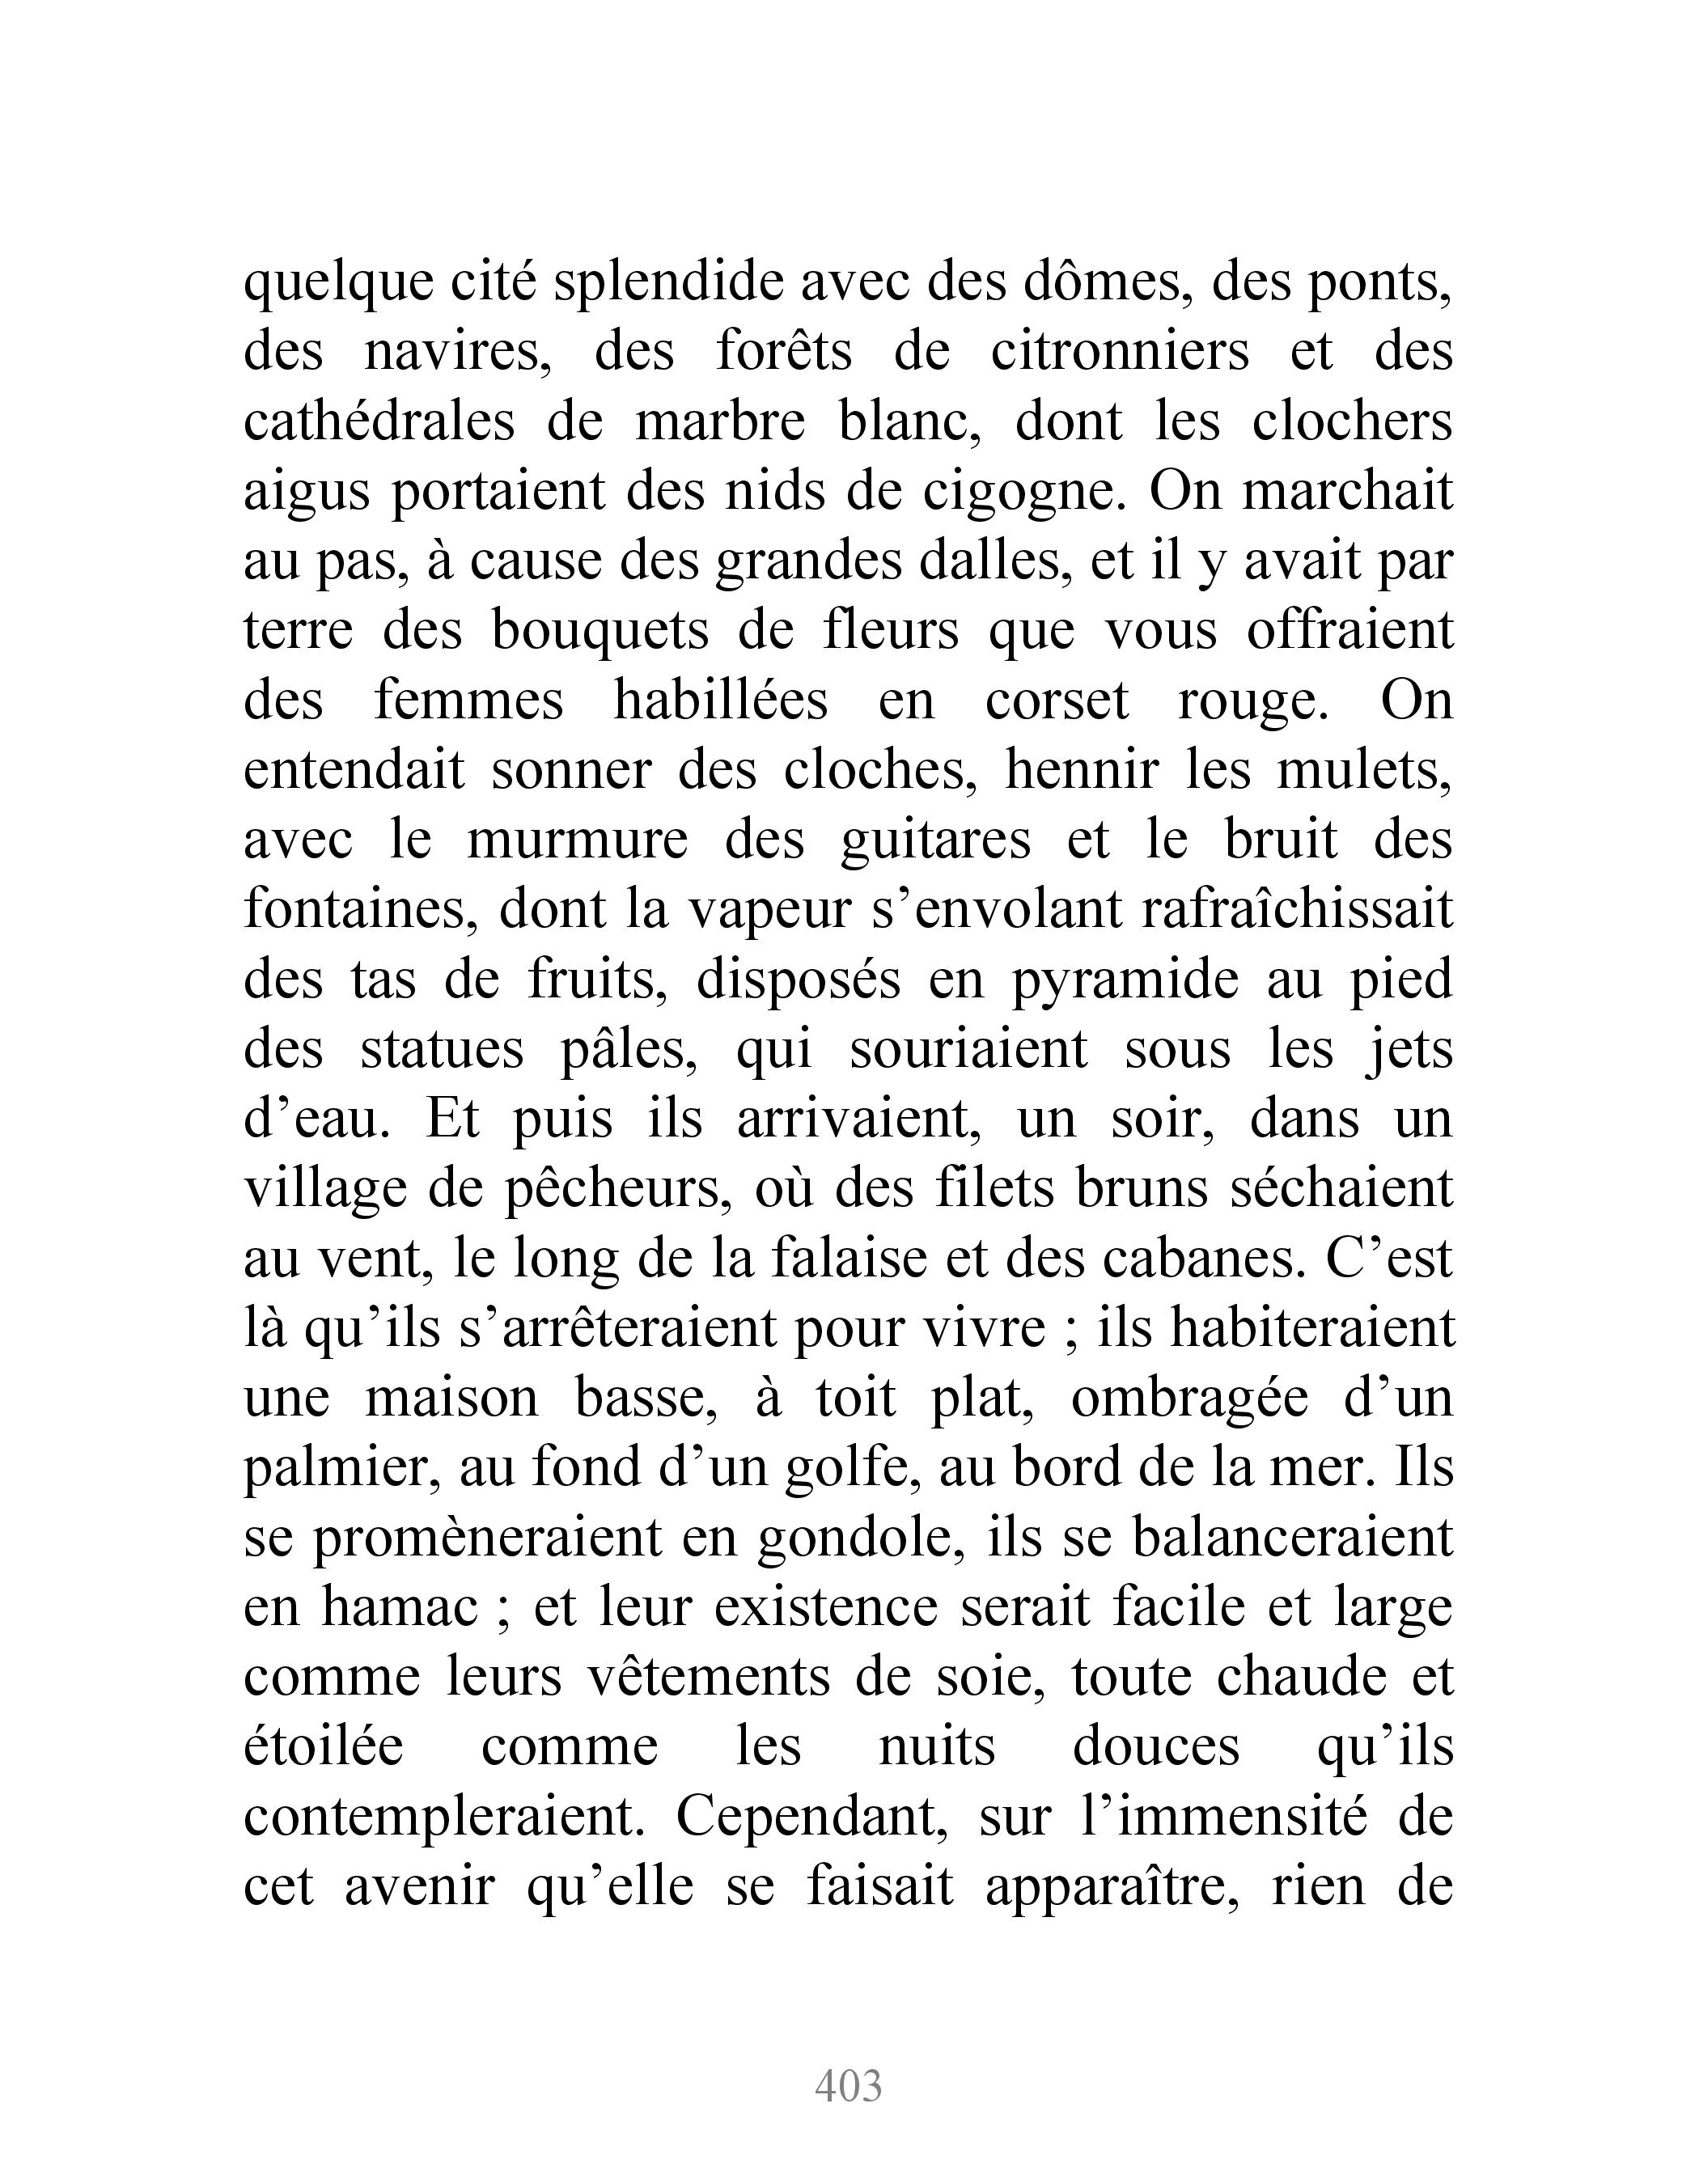 quelque cité splendide avec des dômes, des ponts,
des navires, des forêts de citronniers et des
cathédrales de marbre blanc, dont les clochers
aigus portaient des nids de cigogne. On marchait
au pas, à cause des grandes dalles, et il y avait par
terre des bouquets de fleurs que vous offraient
des femmes habillées en corset rouge. On
entendait sonner des cloches, hennir les mulets,
avec le murmure des guitares et le bruit des
fontaines, dont la vapeur s’envolant rafraîchissait
des tas de fruits, disposés en pyramide au pied
des statues pâles, qui souriaient sous les jets
d’eau. Et puis ils arrivaient, un soir, dans un
village de pêcheurs, où des filets bruns séchaient
au vent, le long de la falaise et des cabanes. C’est
là qu’ils s’arrêteraient pour vivre ; ils habiteraient
une maison basse, à toit plat, ombragée d’un
palmier, au fond d’un golfe, au bord de la mer. Ils
se promèneraient en gondole, ils se balanceraient
en hamac ; et leur existence serait facile et large
comme leurs vêtements de soie, toute chaude et
étoilée comme les nuits douces qu’ils
contempleraient. Cependant, sur l’immensité de
cet avenir qu’elle se faisait apparaître, rien de
403